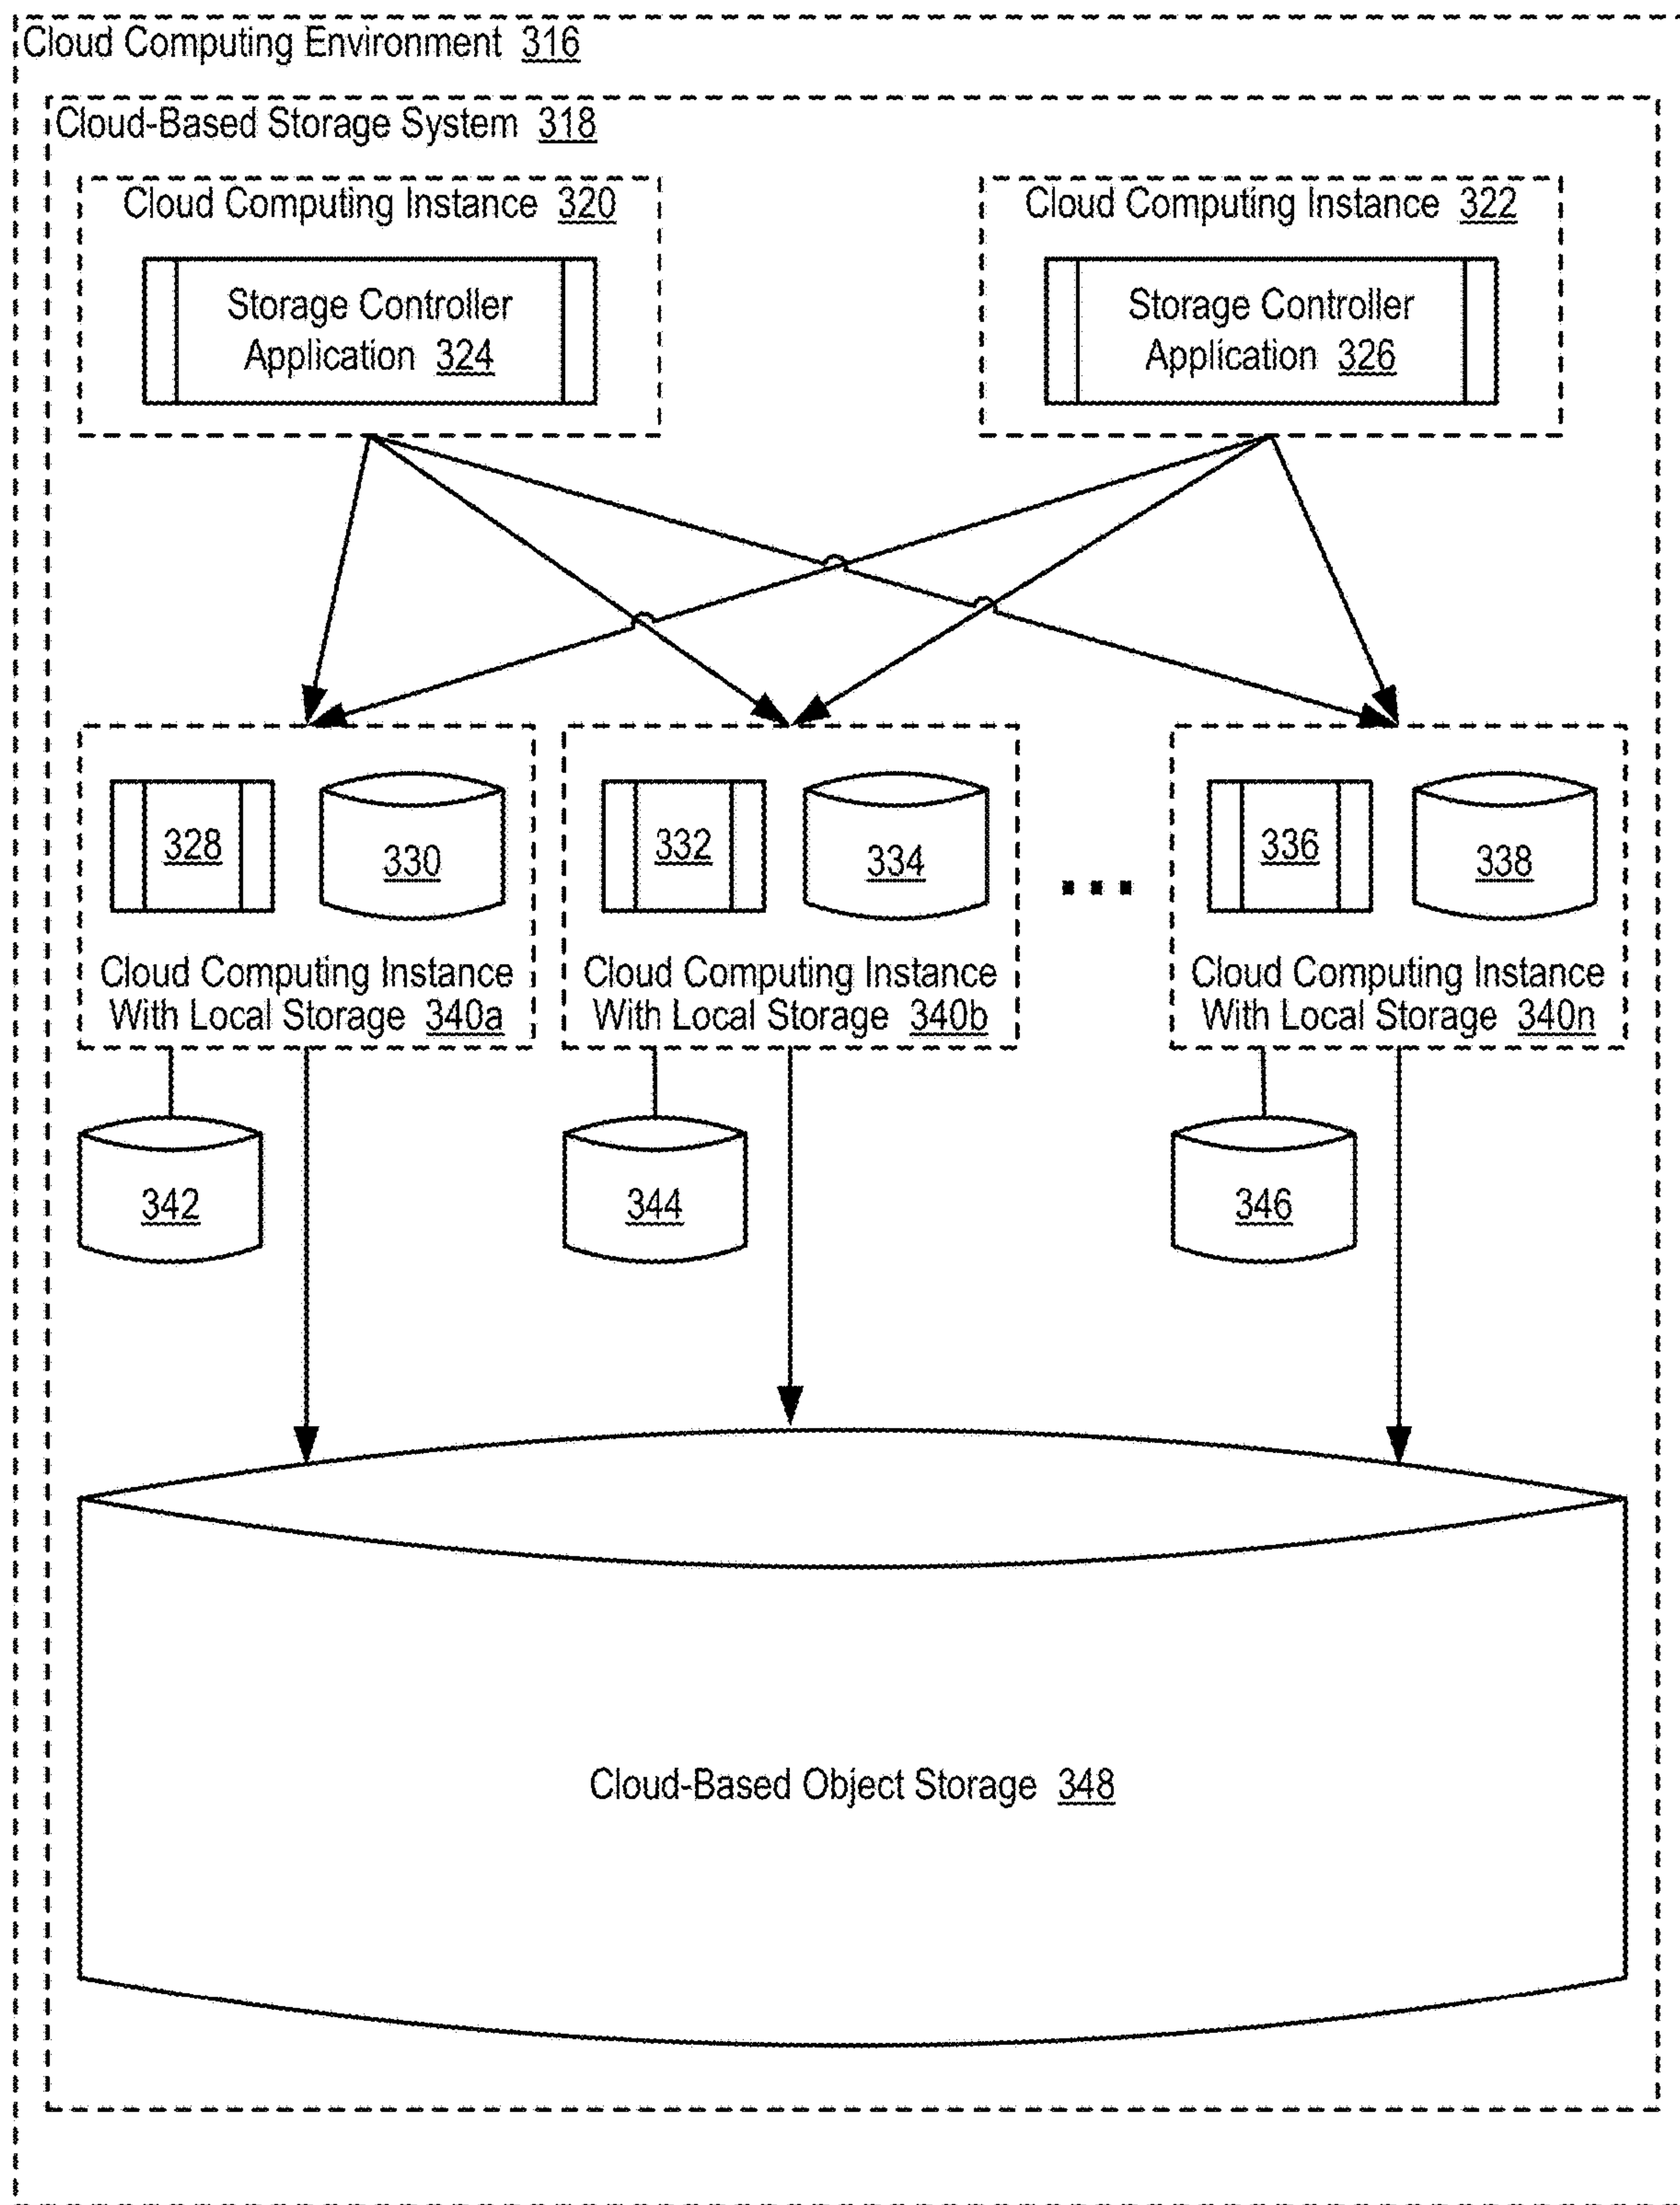 Cloud Computing Environment 316
Cloud-Based Storage System 318
Cloud Computing Instance 320
Storage Controller
Application 324
Cloud Computing Instance 322
Storage Controller
Application 326
328
330
Cloud Computing Instance
With Local Storage 340a
332
334
Cloud Computing Instance
With Local Storage 340b
...
336
338
Cloud Computing Instance
With Local Storage 340n
342
344
346
Cloud-Based Object Storage 348